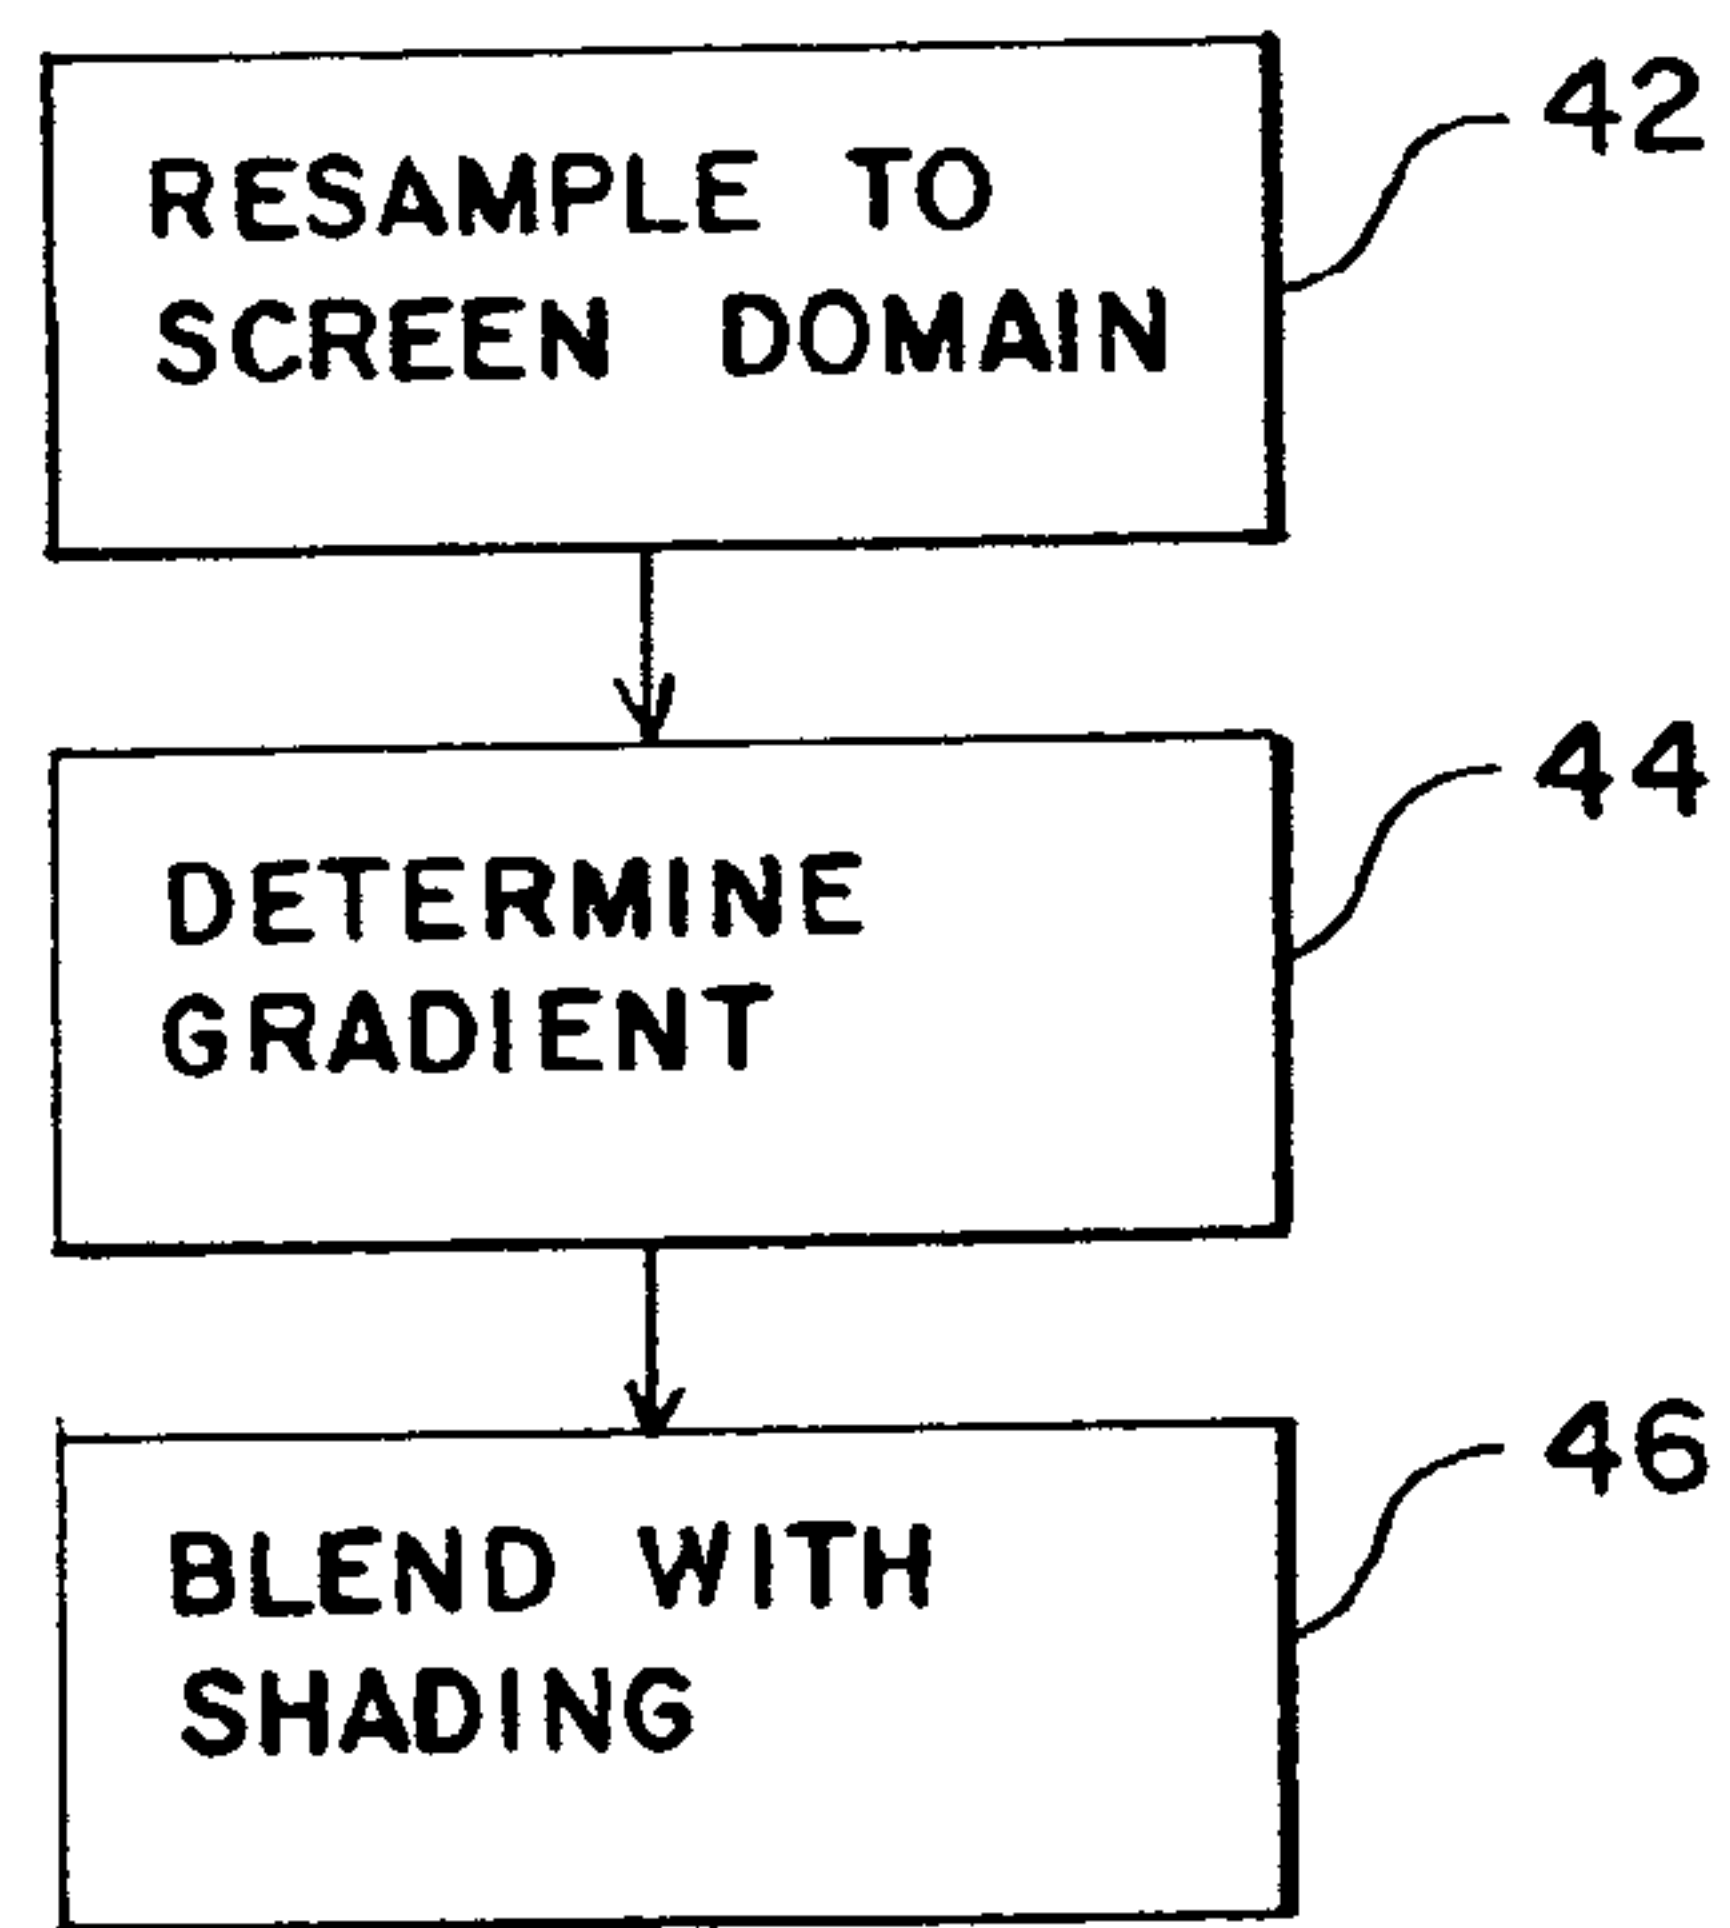 RESAMPLE TO
SCREEN DOMAIN
42
DETERMINE
GRADIENT
44
BLEND WITH
SHADING
46